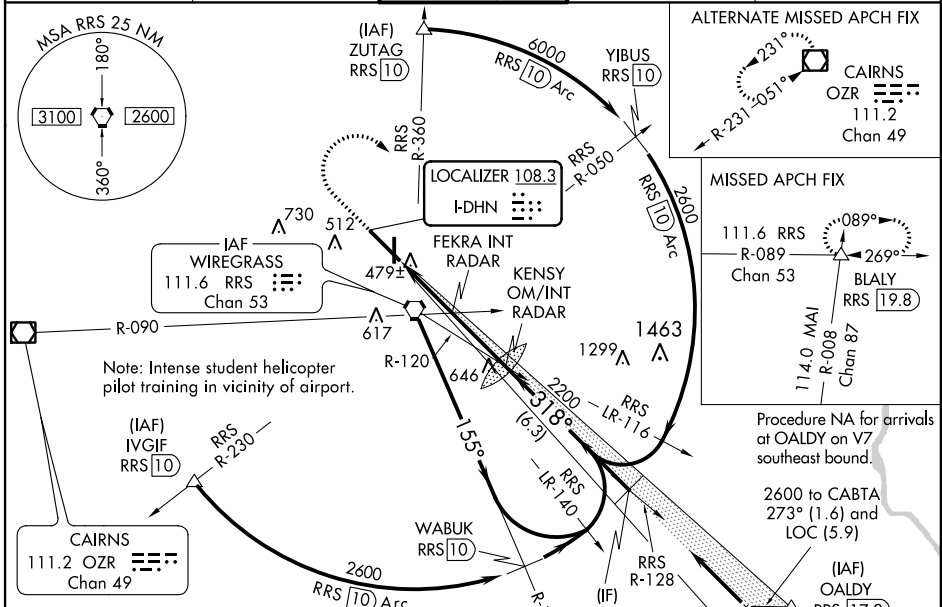 MSA RRS 25 NM
180°
3100
2600
360°
(IAF)
ZUTAG
RRS 10
6000
RRS 10 Arc
YIBUS
RRS 10
RRS
R-360
RRS
R-050
2600
RRS 10 Arc
ALTERNATE MISSED APCH FIX
231°
R-231
051°
CAIRNS
OZR
111.2
Chan 49
MISSED APCH FIX
111.6 RRS
R-089
Chan 53
089°
269°
BLALY
RRS 19.8
114.0 MAI
R-008
Chan 87
LOCALIZER 108.3
I-DHN
730
512
479±
FEKRA INT
RADAR
KENSY
OM/INT
RADAR
IAF
WIREGRASS
111.6 RRS
Chan 53
R-090
617
R-120
646
1299
1463
Note: Intense student helicopter
pilot training in vicinity of airport.
2200
318°
(6.3)
RRS
LR-116
155°
RRS
LR-140
Procedure NA for arrivals
at OALDY on V7
southeast bound.
2600 to CABTA
273° (1.6) and
LOC (5.9)
(IAF)
IVGIF
RRS 10
RRS
R-230
CAIRNS
111.2 OZR
Chan 49
2600
RRS 10 Arc
WABUK
RRS 10
(IF)
RRS
R-128
(IAF)
OALDY